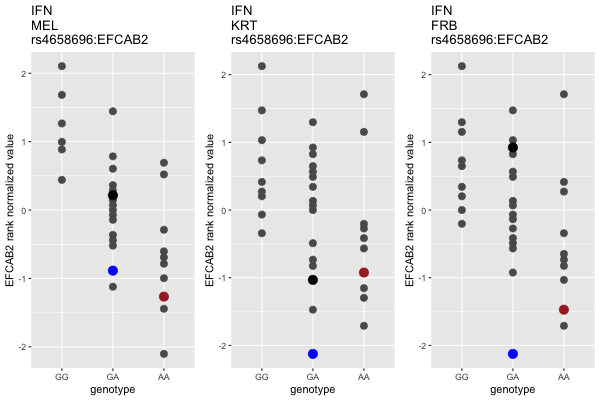 IFN
MEL
rs4658696:EFCAB2
EFCAB2 rank normalized value
2
1
0
-1
-2
GG
GA
AA
genotype
IFN
KRT
rs4658696:EFCAB2
EFCAB2 rank normalized value
2
1
0
-1
-2
GG
GA
AA
genotype
IFN
FRB
rs4658696:EFCAB2
EFCAB2 rank normalized value
2
1
0
-1
-2
GG
GA
AA
genotype